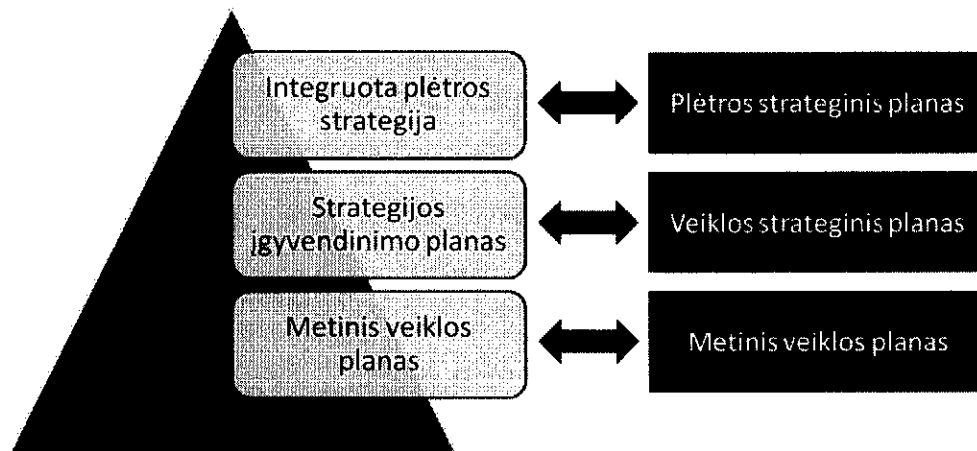 Integruota plėtros
strategija
Plėtros strateginis planas
Strategijos
įgyvendinimo planas
Veiklos strateginis planas
Metinis veiklos
planas
Metinis veiklos planas